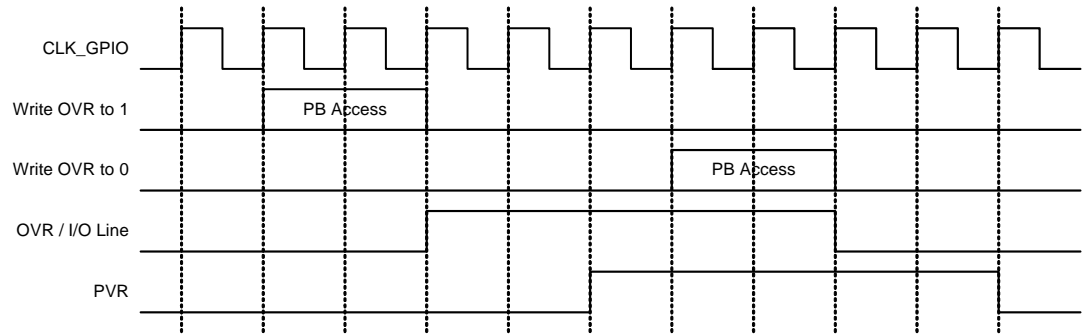 CLK_GPIO
Write OVR to 1
PB Access
Write OVR to 0
PB Access
OVR / I/O Line
PVR